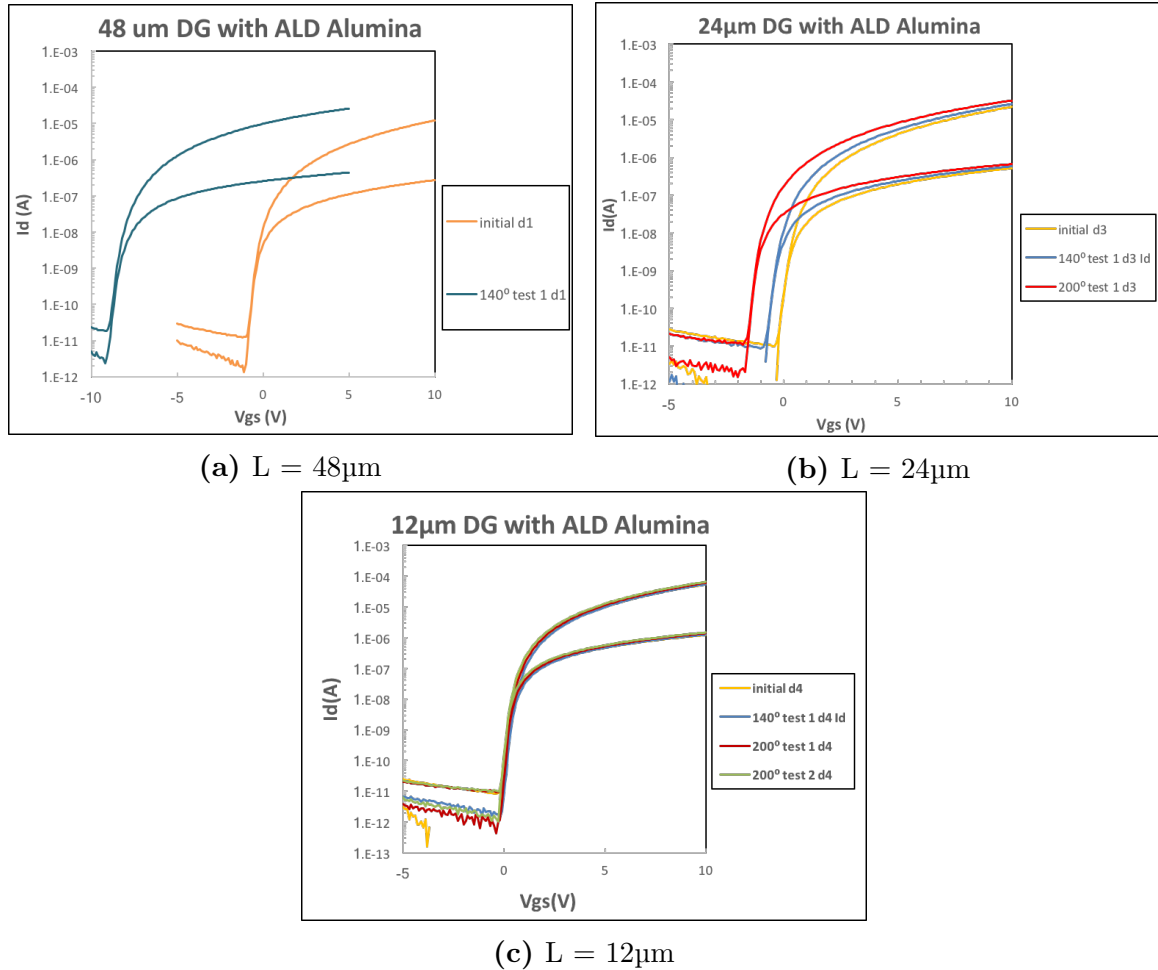 48 um DG with ALD Alumina
1.E-03
1.E-04
1.E-05
1.E-06
1.E-07
1.E-08
1.E-09
1.E-10
1.E-11
1.E-12
-10
-5
0
5
10
Id (A)
Vgs (V)
initial d1
140º test 1 d1
(a) L = 48µm
24µm DG with ALD Alumina
1.E-03
1.E-04
1.E-05
1.E-06
1.E-07
1.E-08
1.E-09
1.E-10
1.E-11
1.E-12
-5
0
5
10
Id(A)
Vgs (V)
initial d3
140º test 1 d3 Id
200º test 1 d3
(b) L = 24µm
12µm DG with ALD Alumina
1.E-03
1.E-04
1.E-05
1.E-06
1.E-07
1.E-08
1.E-09
1.E-10
1.E-11
1.E-12
1.E-13
-5
0
5
10
Id(A)
Vgs(V)
initial d4
140º test 1 d4 Id
200º test 1 d4
200º test 2 d4
(c) L = 12µm